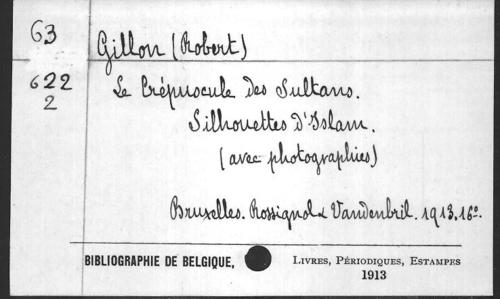 63
Gillon (Robert)
622
2
Le Crépuscule des Sultans.
Silhouettes d'Islam.
(avec photographies)
Bruxelles. Rossignol & Vandenbril. 1913. 16º.
BIBLIOGRAPHIE DE BELGIQUE,
LIVRES, PÉRIODIQUES, ESTAMPES
1913